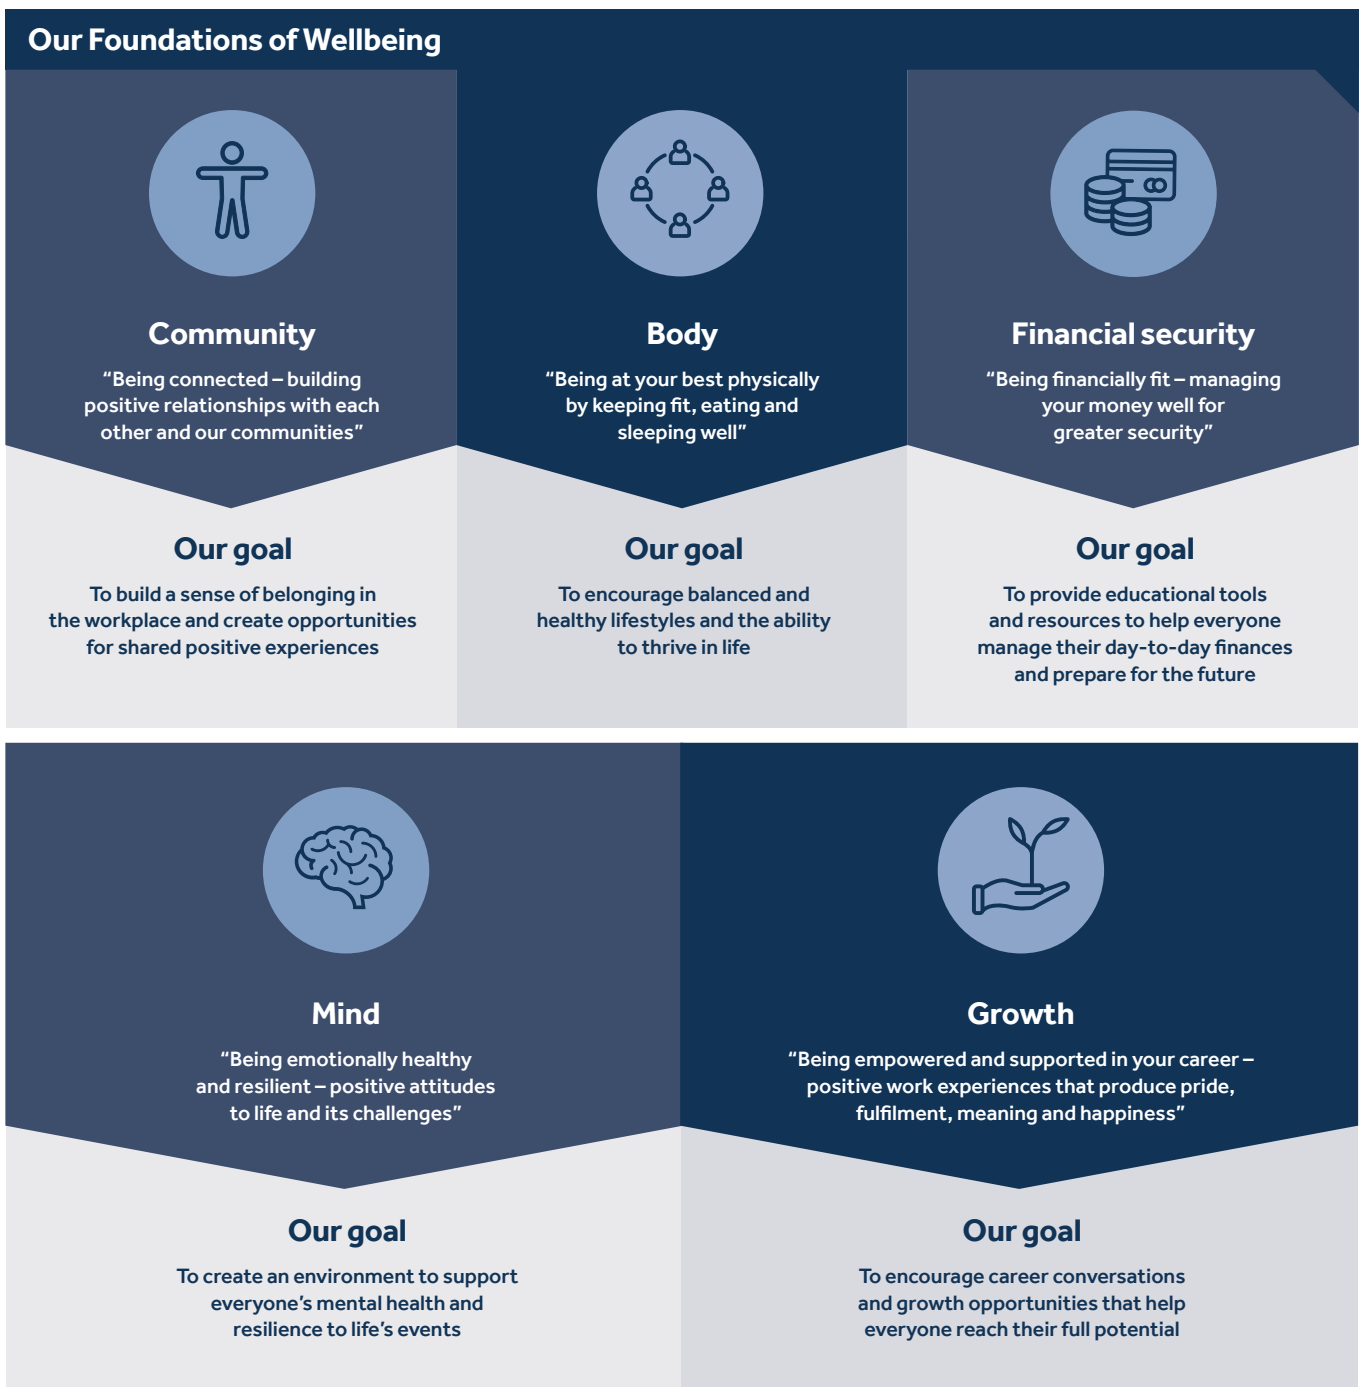 Our Foundations of Wellbeing
Community
“Being connected – building
positive relationships with each
other and our communities”
Our goal
To build a sense of belonging in
the workplace and create opportunities
for shared positive experiences
Body
“Being at your best physically
by keeping fit, eating and
sleeping well”
Our goal
To encourage balanced and
healthy lifestyles and the ability
to thrive in life
Financial security
“Being financially fit – managing
your money well for
greater security”
Our goal
To provide educational tools
and resources to help everyone
manage their day-to-day finances
and prepare for the future
Mind
“Being emotionally healthy
and resilient – positive attitudes
to life and its challenges”
Our goal
To create an environment to support
everyone’s mental health and
resilience to life’s events
Growth
“Being empowered and supported in your career –
positive work experiences that produce pride,
fulfilment, meaning and happiness”
Our goal
To encourage career conversations
and growth opportunities that help
everyone reach their full potential